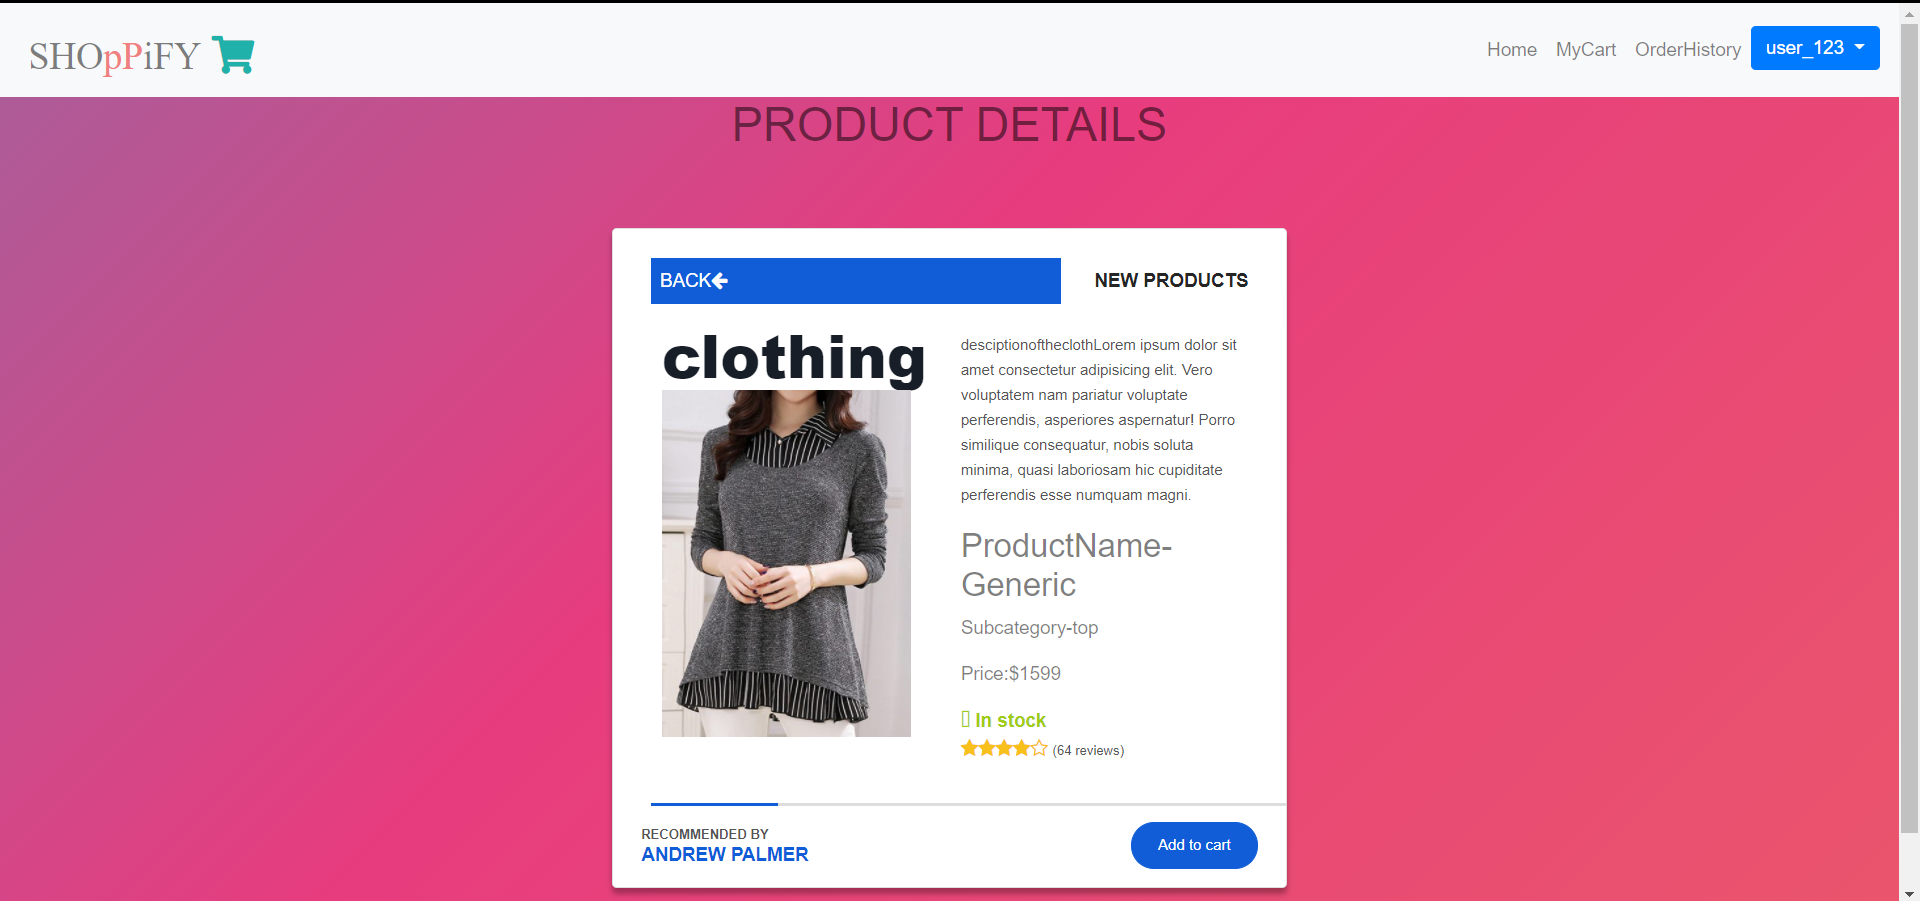 SHOpPiFY
Home MyCart OrderHistory user_123
PRODUCT DETAILS
BACK
NEW PRODUCTS
clothing
desciptionoftheclothLorem ipsum dolor sit
amet consectetur adipisicing elit. Vero
voluptatem nam pariatur voluptate
perferendis, asperiores aspernatur! Porro
similique consequatur, nobis soluta
minima, quasi laboriosam hic cupiditate
perferendis esse numquam magni.
ProductName-
Generic
Subcategory-top
Price:$1599
In stock
(64 reviews)
RECOMMENDED BY
ANDREW PALMER
Add to cart